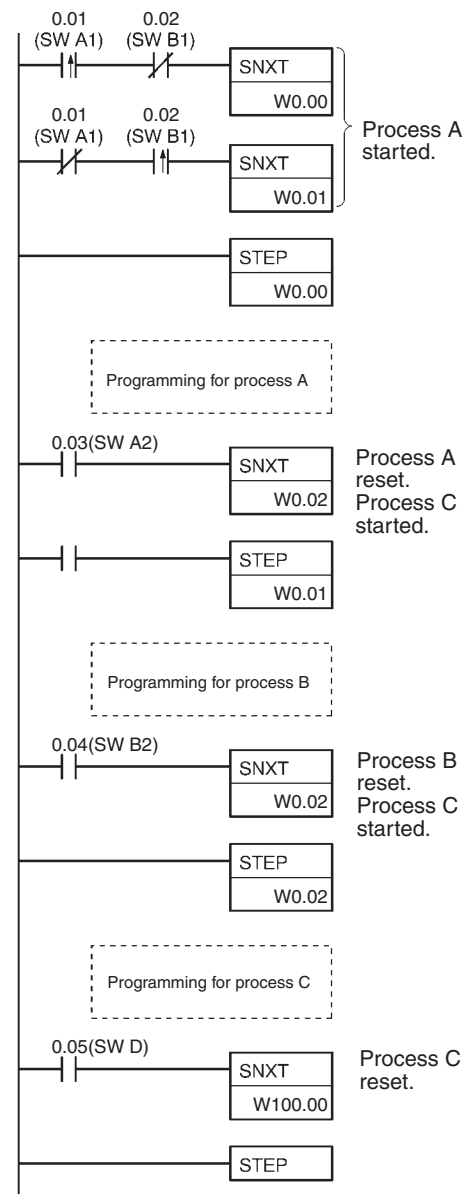 0.01 0.02
(SW A1) (SW B1)
SNXT
W0.00
0.01 0.02
(SW A1) (SW B1)
SNXT
W0.01
Process A
started.
STEP
W0.00
Programming for process A
0.03(SW A2)
SNXT
W0.02
Process A
reset.
Process C
started.
STEP
W0.01
Programming for process B
0.04(SW B2)
SNXT
W0.02
Process B
reset.
Process C
started.
STEP
W0.02
Programming for process C
0.05(SW D)
SNXT
W100.00
Process C
reset.
STEP